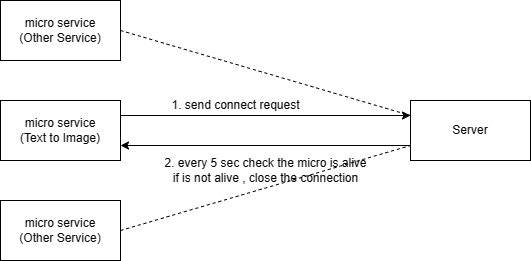 micro service
(Other Service)
1. send connect request
micro service
(Text to Image)
Server
2. every 5 sec check the micro is alive
if is not alive , close the connection
micro service
(Other Service)